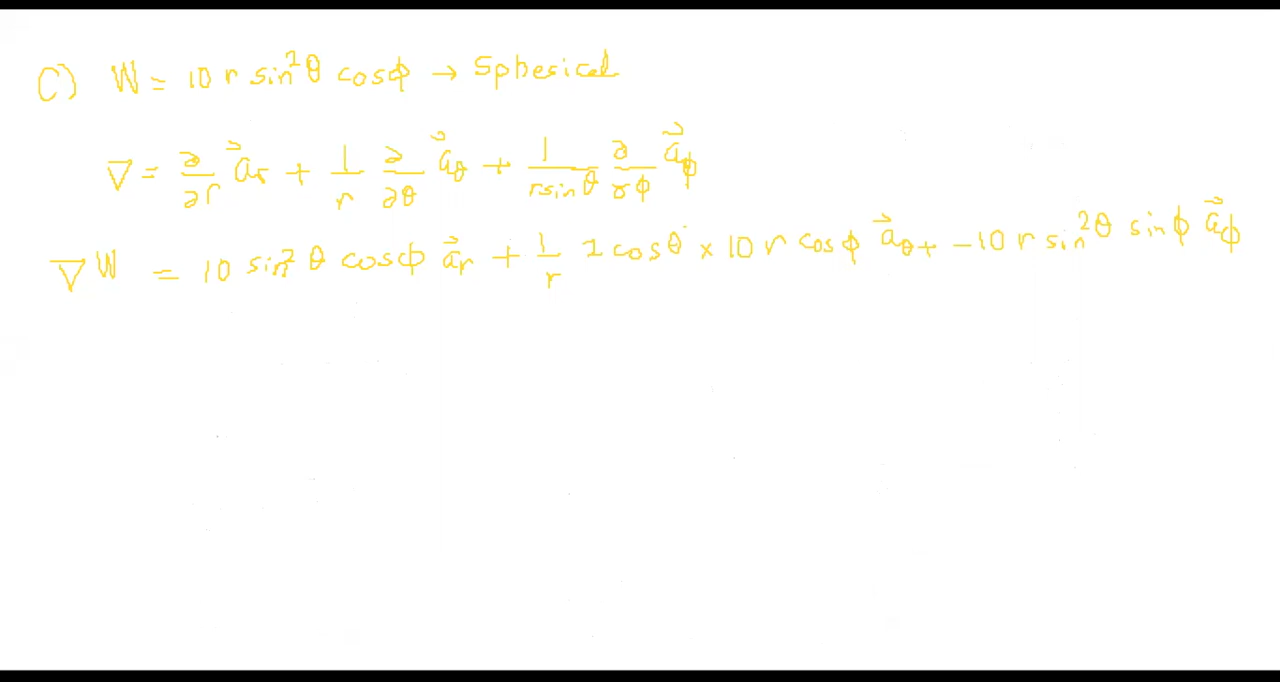 C) W = 10 r sin²θ cosϕ → Spherical
∇ = ∂/∂r a⃗r + 1/r ∂/∂θ a⃗θ + 1/(r sinθ) ∂/∂ϕ a⃗ϕ
∇W = 10 sin²θ cosϕ a⃗r + 1/r 2 cosθ × 10 r cosϕ a⃗θ + -10 r sin²θ sinϕ a⃗ϕ